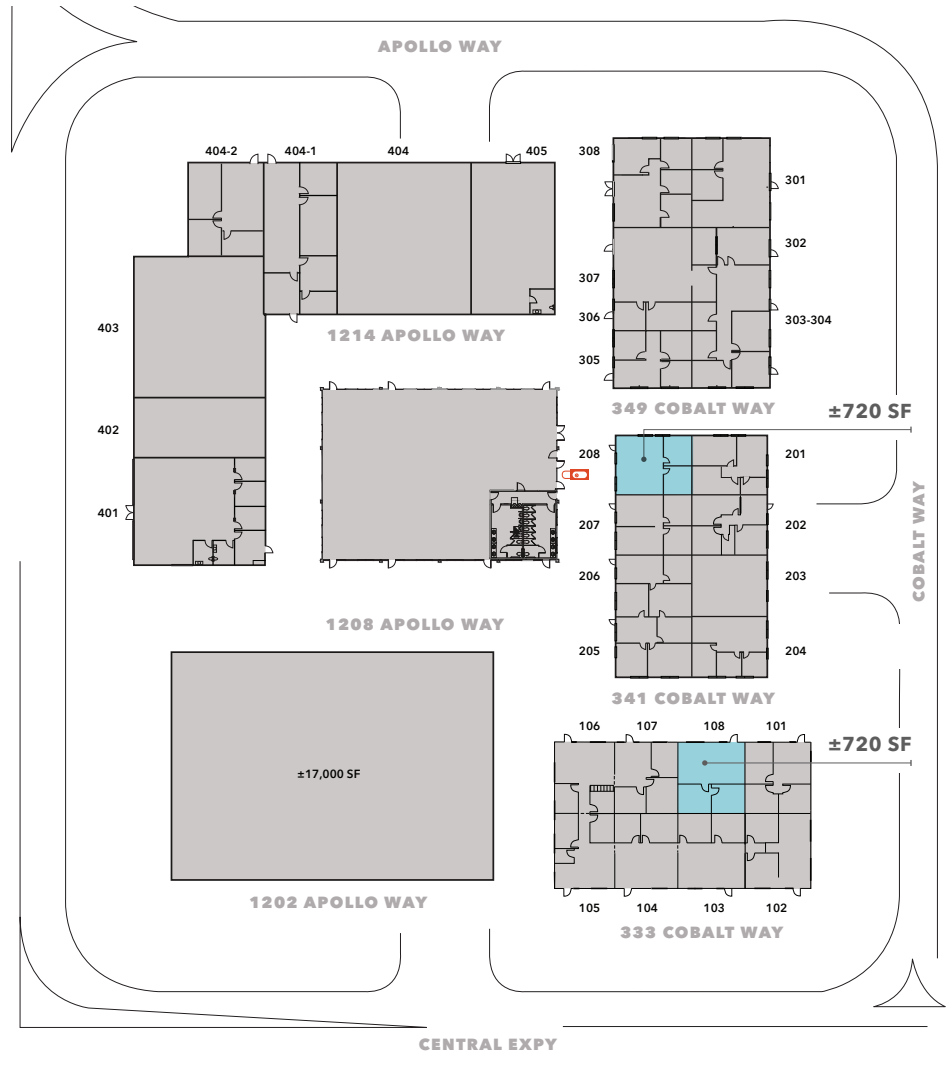 APOLLO WAY
404-2
404-1
404
405
308
301
302
403
307
306
303-304
1214 APOLLO WAY
305
349 COBALT WAY
±720 SF
402
208
201
401
207
202
COBALT WAY
206
203
1208 APOLLO WAY
205
204
341 COBALT WAY
106
107
108
101
±720 SF
±17,000 SF
1202 APOLLO WAY
105
104
103
102
333 COBALT WAY
CENTRAL EXPY